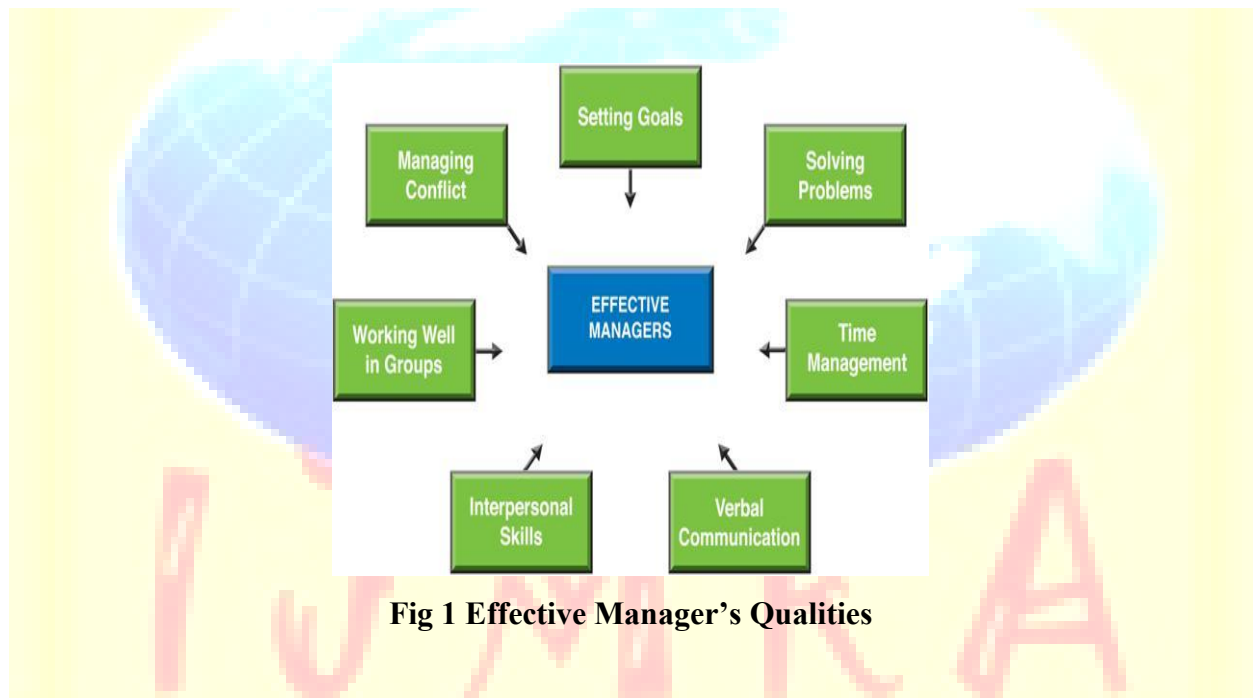 Setting Goals
Managing
Conflict
Solving
Problems
EFFECTIVE
MANAGERS
Working Well
in Groups
Time
Management
Interpersonal
Skills
Verbal
Communication
Fig 1 Effective Manager’s Qualities
IJMRA